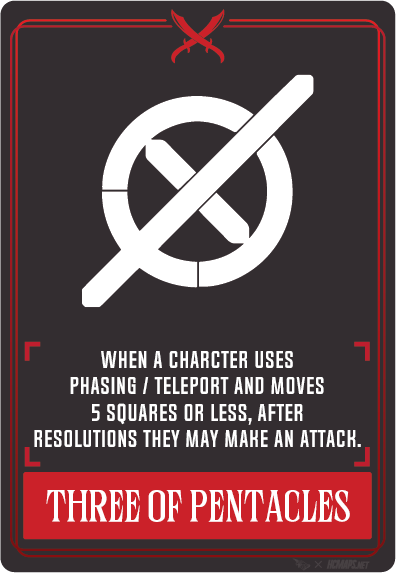 WHEN A CHARCTER USES
PHASING / TELEPORT AND MOVES
5 SQUARES OR LESS, AFTER
RESOLUTIONS THEY MAY MAKE AN ATTACK.
THREE OF PENTACLES